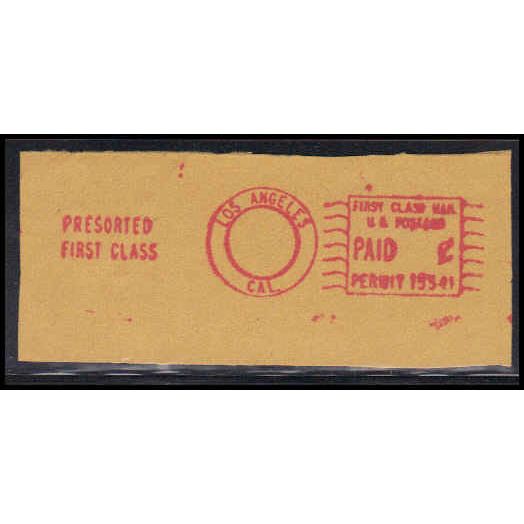 PRESORTED
FIRST CLASS
LOS ANGELES
CAL.
FIRST CLASS MAIL
U.S. POSTAGE
PAID ¢
PERMIT